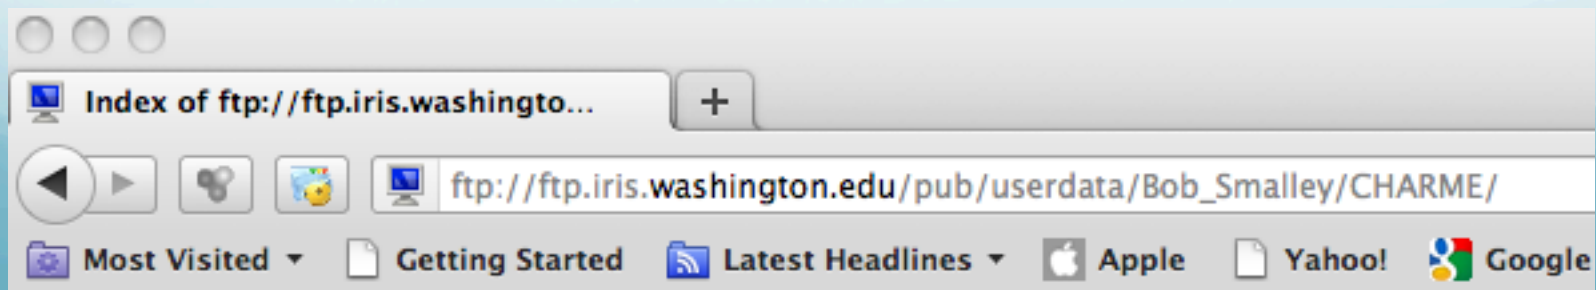 Index of ftp://ftp.iris.washingto...
ftp://ftp.iris.washington.edu/pub/userdata/Bob_Smalley/CHARME/
Most Visited Getting Started Latest Headlines Apple Yahoo! Google